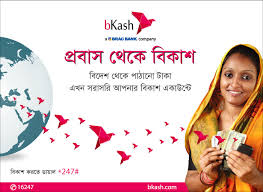 bKash
a BRAC BANK company
প্রবাস থেকে বিকাশ
বিদেশ থেকে পাঠানো টাকা
এখন সরাসরি আপনার বিকাশ একাউন্টে
বিকাশ করতে ডায়াল *247#
16247
bkash.com